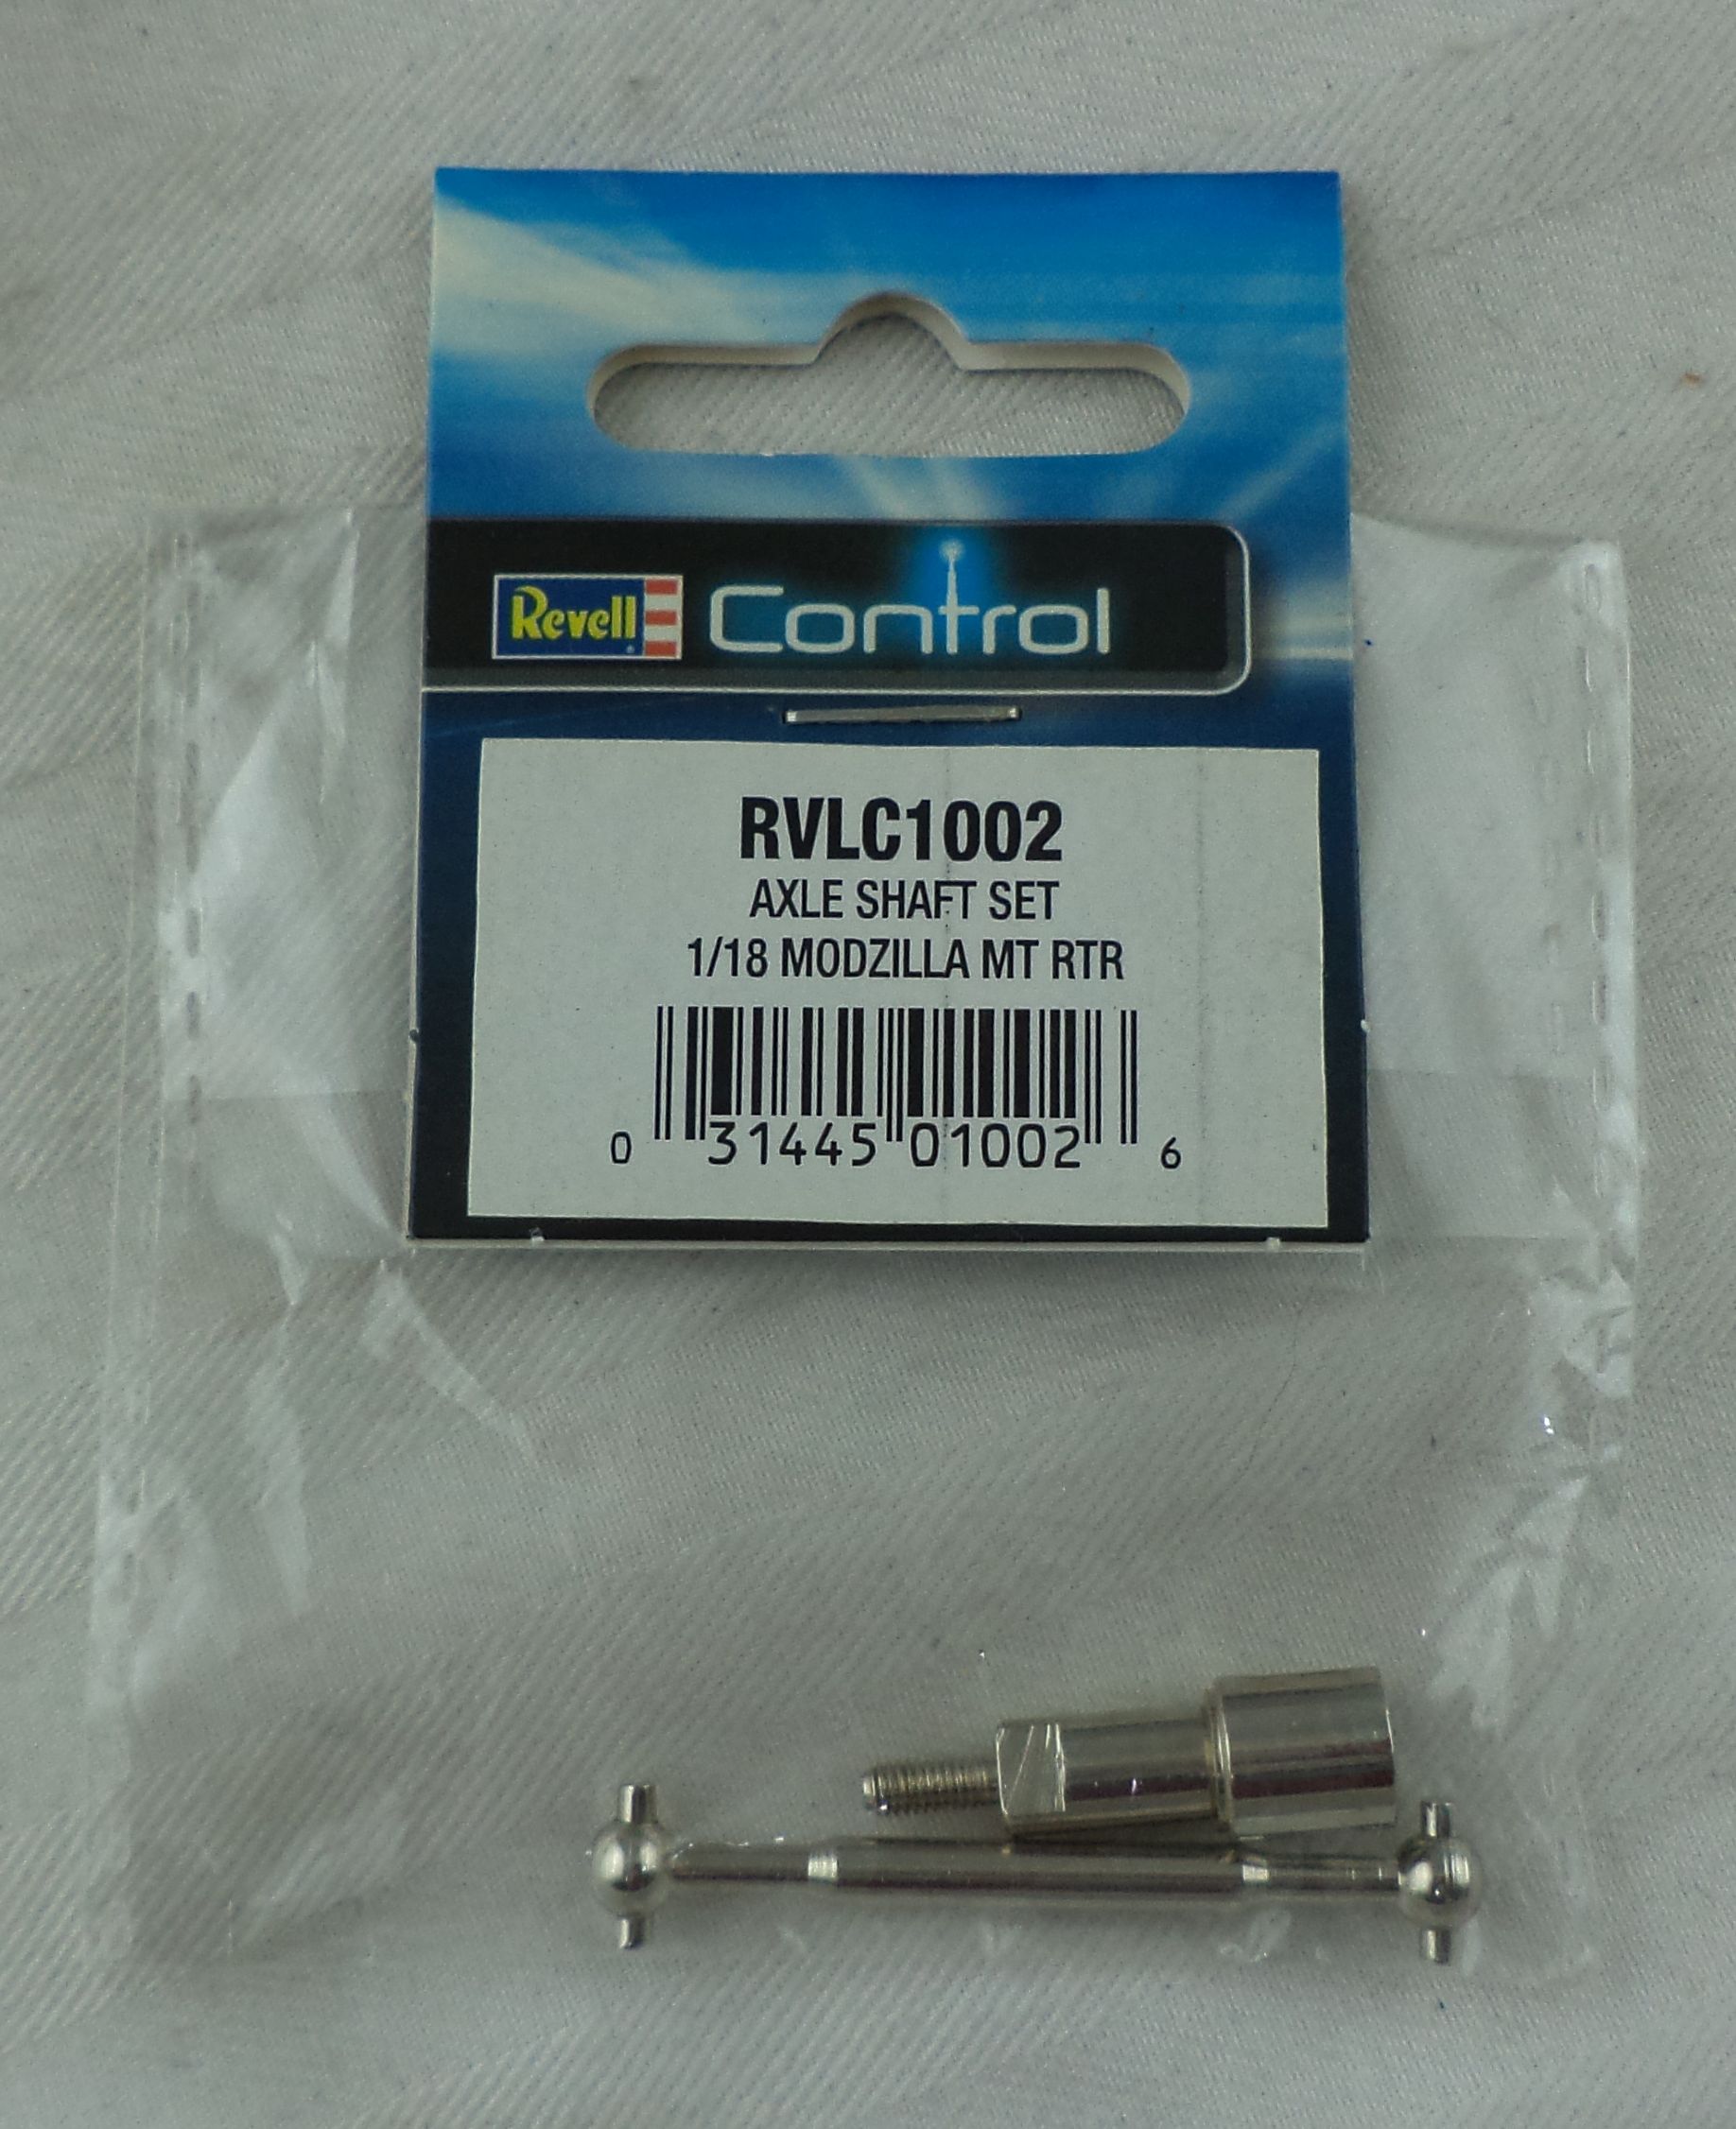 Revell Control
RVLC1002
AXLE SHAFT SET
1/18 MODZILLA MT RTR
0 31445 01002 6